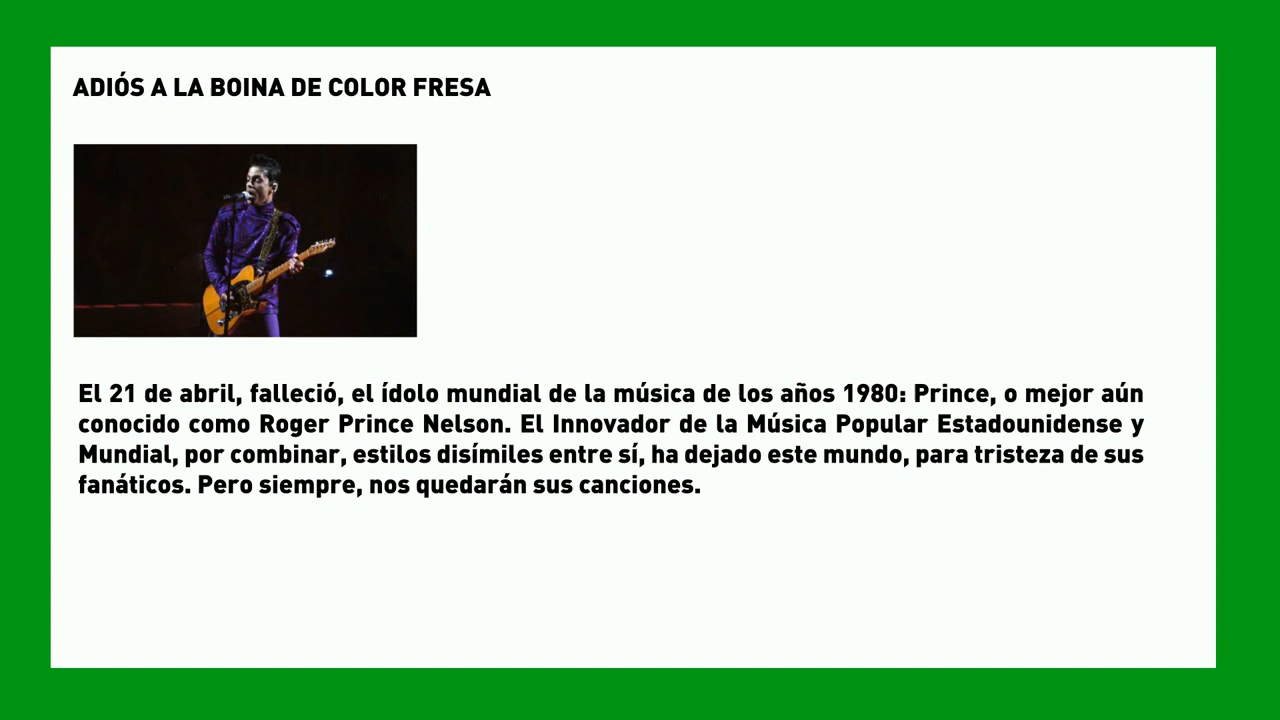 ADIÓS A LA BOINA DE COLOR FRESA
El 21 de abril, falleció, el ídolo mundial de la música de los años 1980: Prince, o mejor aún
conocido como Roger Prince Nelson. El Innovador de la Música Popular Estadounidense y
Mundial, por combinar, estilos disímiles entre sí, ha dejado este mundo, para tristeza de sus
fanáticos. Pero siempre, nos quedarán sus canciones.